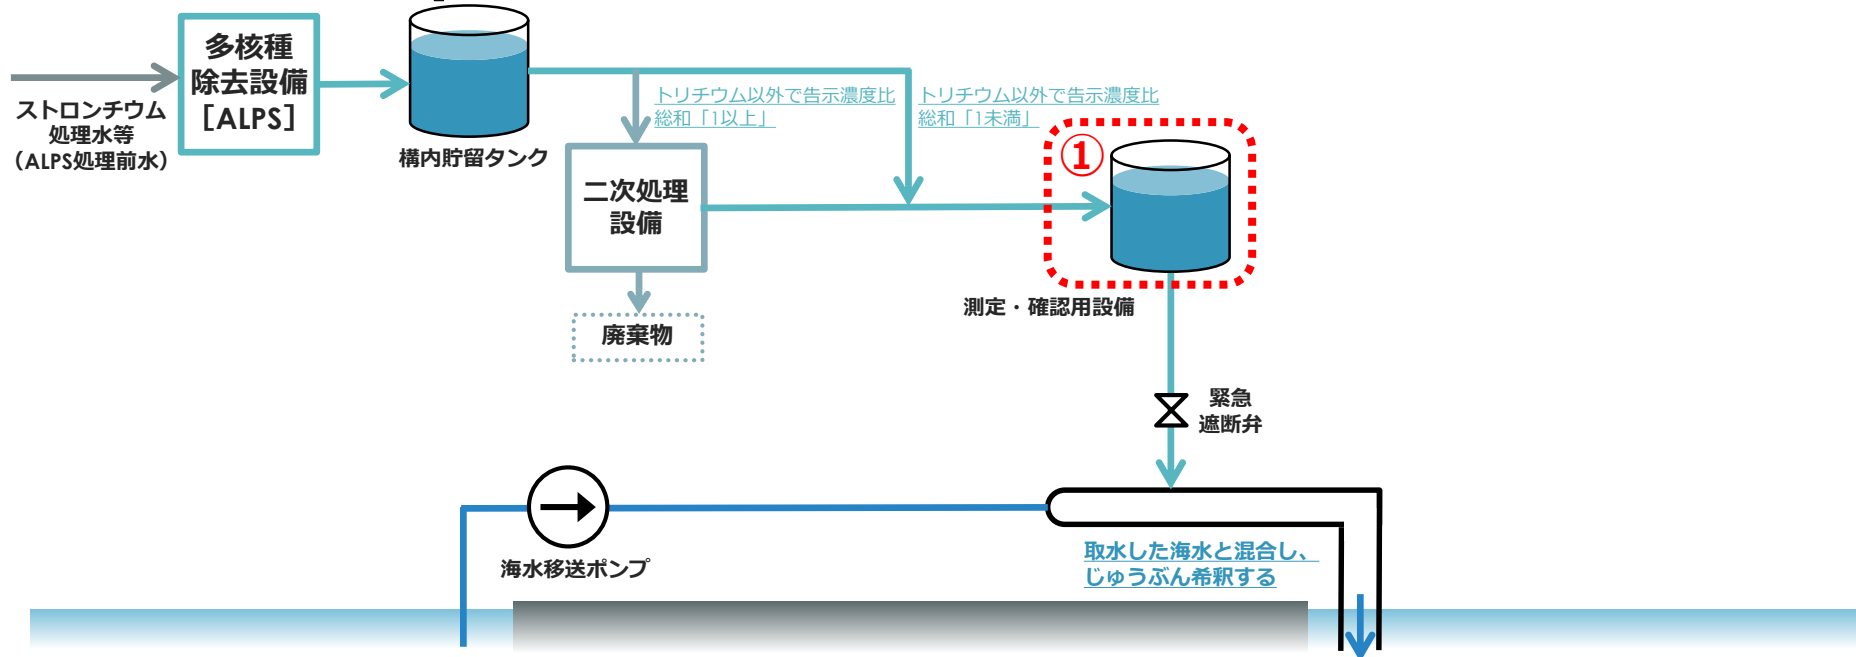 多核種
除去設備
［ALPS］
ストロンチウム
処理水等
（ALPS処理前水）
構内貯留タンク
トリチウム以外で告示濃度比
総和「1以上」
トリチウム以外で告示濃度比
総和「1未満」
①
二次処理
設備
廃棄物
測定・確認用設備
緊急
遮断弁
海水移送ポンプ
取水した海水と混合し、
じゅうぶん希釈する